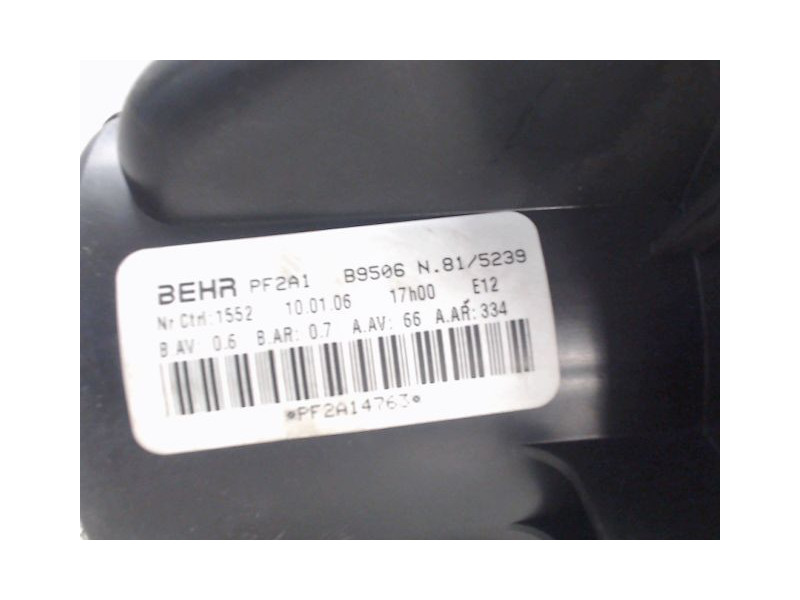 BEHR PF2A1 B9506 N.81/5239
Nr Ctrl:1552 10.01.06 17h00 E12
B AV: 0.6 B.AR: 0.7 A.AV: 66 A.AR: 334
*PF2A14763*